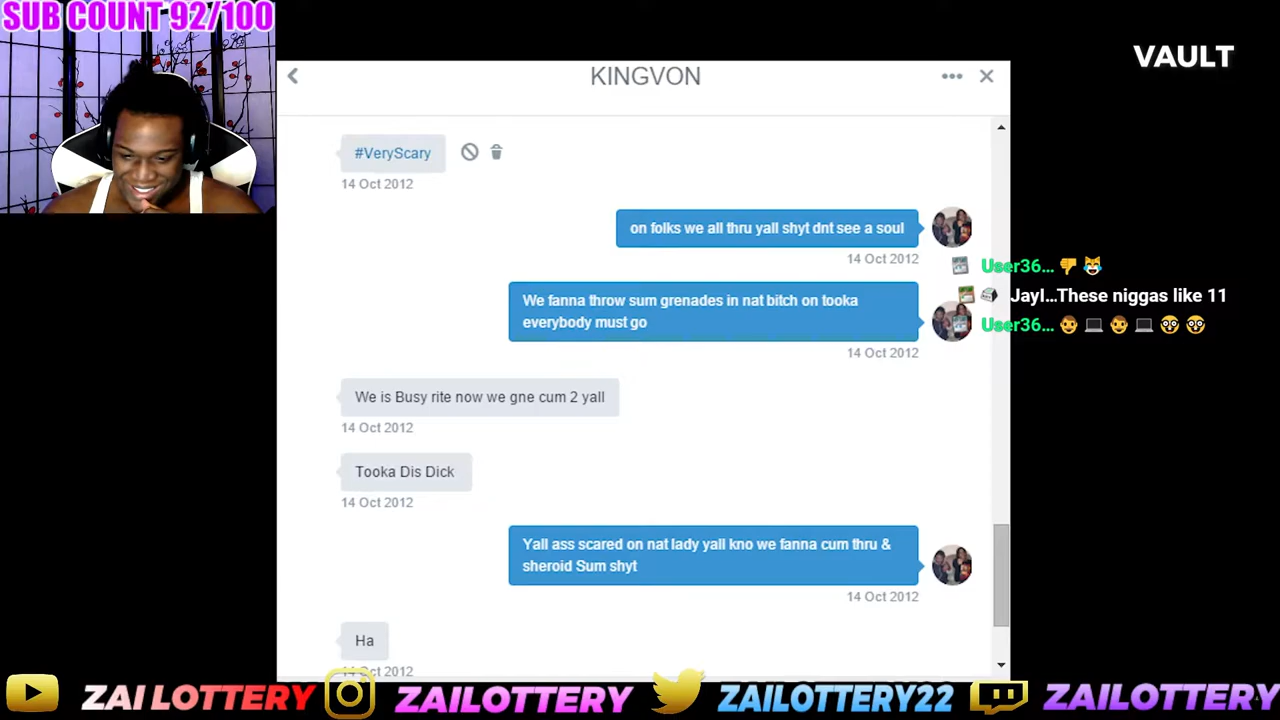 SUB COUNT 92/100
VAULT
KINGVON
#VeryScary
14 Oct 2012
on folks we all thru yall shyt dnt see a soul
14 Oct 2012
User36... 👎 😹
We fanna throw sum grenades in nat bitch on tooka
everybody must go
14 Oct 2012
JayI...These niggas like 11
User36... 👨 💻 👨 💻 🤓 🤓
We is Busy rite now we gne cum 2 yall
14 Oct 2012
Tooka Dis Dick
14 Oct 2012
Yall ass scared on nat lady yall kno we fanna cum thru &
sheroid Sum shyt
14 Oct 2012
Ha
14 Oct 2012
ZAI LOTTERY ZAILOTTERY ZAILOTTERY22 ZAILOTTERY